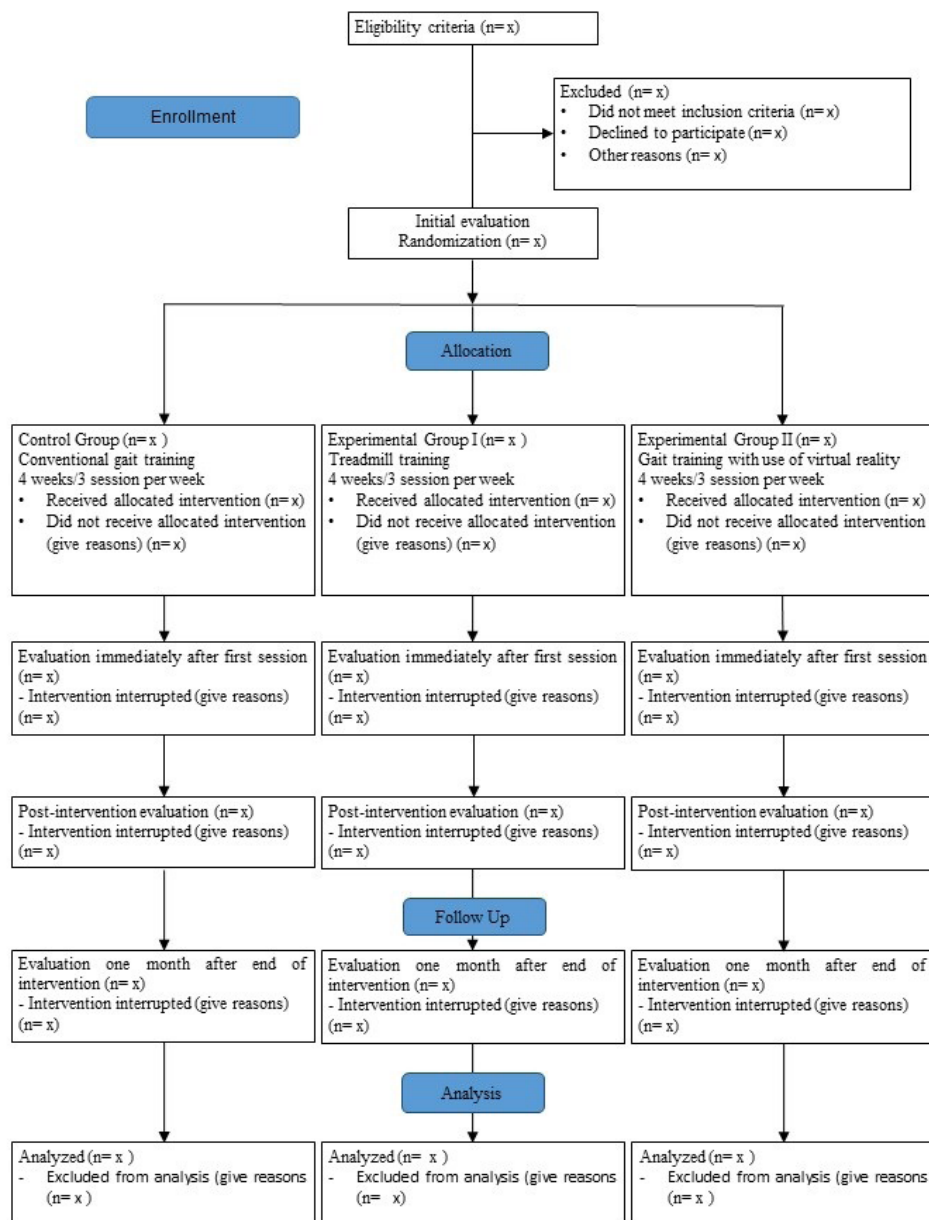 Eligibility criteria (n= x)
Enrollment
Excluded (n= x)
• Did not meet inclusion criteria (n= x)
• Declined to participate (n= x)
• Other reasons (n= x)
Initial evaluation
Randomization (n= x)
Allocation
Control Group (n= x )
Conventional gait training
4 weeks/3 session per week
• Received allocated intervention (n= x)
• Did not receive allocated intervention
(give reasons) (n= x)
Experimental Group I (n= x )
Treadmill training
4 weeks/3 session per week
• Received allocated intervention (n= x)
• Did not receive allocated intervention
(give reasons) (n= x)
Experimental Group II (n= x)
Gait training with use of virtual reality
4 weeks/3 session per week
• Received allocated intervention (n= x)
• Did not receive allocated intervention
(give reasons) (n= x)
Evaluation immediately after first session
(n= x)
- Intervention interrupted (give reasons)
(n= x)
Evaluation immediately after first session
(n= x)
- Intervention interrupted (give reasons)
(n= x)
Evaluation immediately after first session
(n= x)
- Intervention interrupted (give reasons)
(n= x)
Post-intervention evaluation (n= x)
- Intervention interrupted (give reasons)
(n= x)
Post-intervention evaluation (n= x)
- Intervention interrupted (give reasons)
(n= x)
Post-intervention evaluation (n= x)
- Intervention interrupted (give reasons)
(n= x)
Follow Up
Evaluation one month after end of
intervention (n= x)
- Intervention interrupted (give reasons)
(n= x)
Evaluation one month after end of
intervention (n= x)
- Intervention interrupted (give reasons)
(n= x)
Evaluation one month after end of
intervention (n= x)
- Intervention interrupted (give reasons)
(n= x)
Analysis
Analyzed (n= x )
- Excluded from analysis (give reasons
(n= x )
Analyzed (n= x )
- Excluded from analysis (give reasons
(n= x)
Analyzed (n= x )
- Excluded from analysis (give reasons
(n= x )